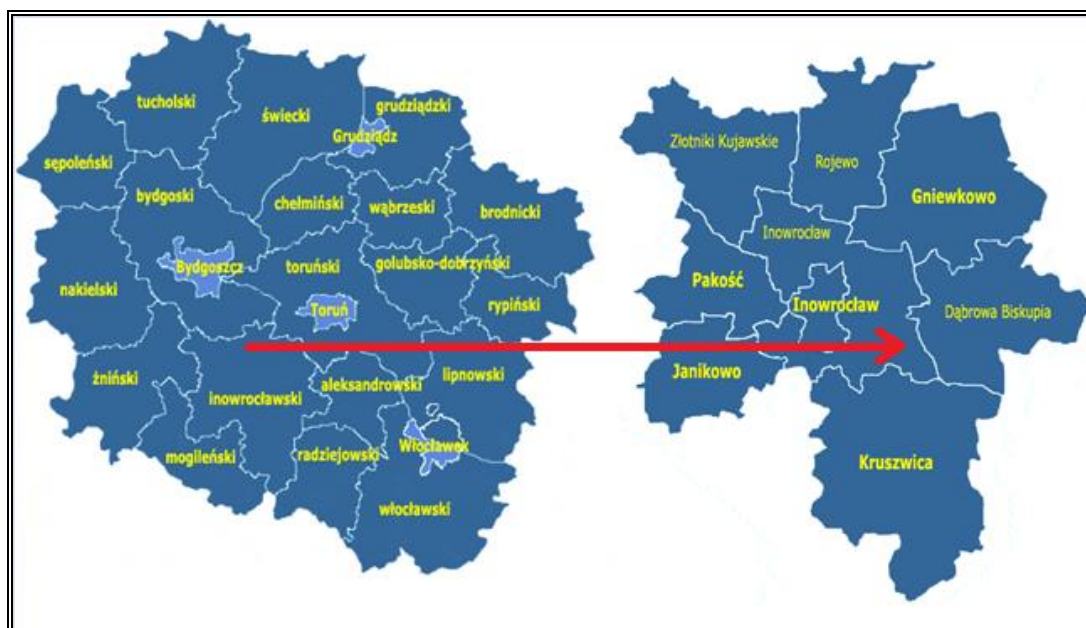 tucholski
świecki
grudziądzki
Grudziądz
sępoleński
bydgoski
chełmiński
wąbrzeski
brodnicki
Bydgoszcz
toruński
golubsko-dobrzyński
nakielski
Toruń
rypiński
żniński
inowrocławski
aleksandrowski
lipnowski
mogileński
radziejowski
Włocławek
włocławski
Złotniki Kujawskie
Rojewo
Gniewkowo
Inowrocław
Pakość
Inowrocław
Dąbrowa Biskupia
Janikowo
Kruszwica